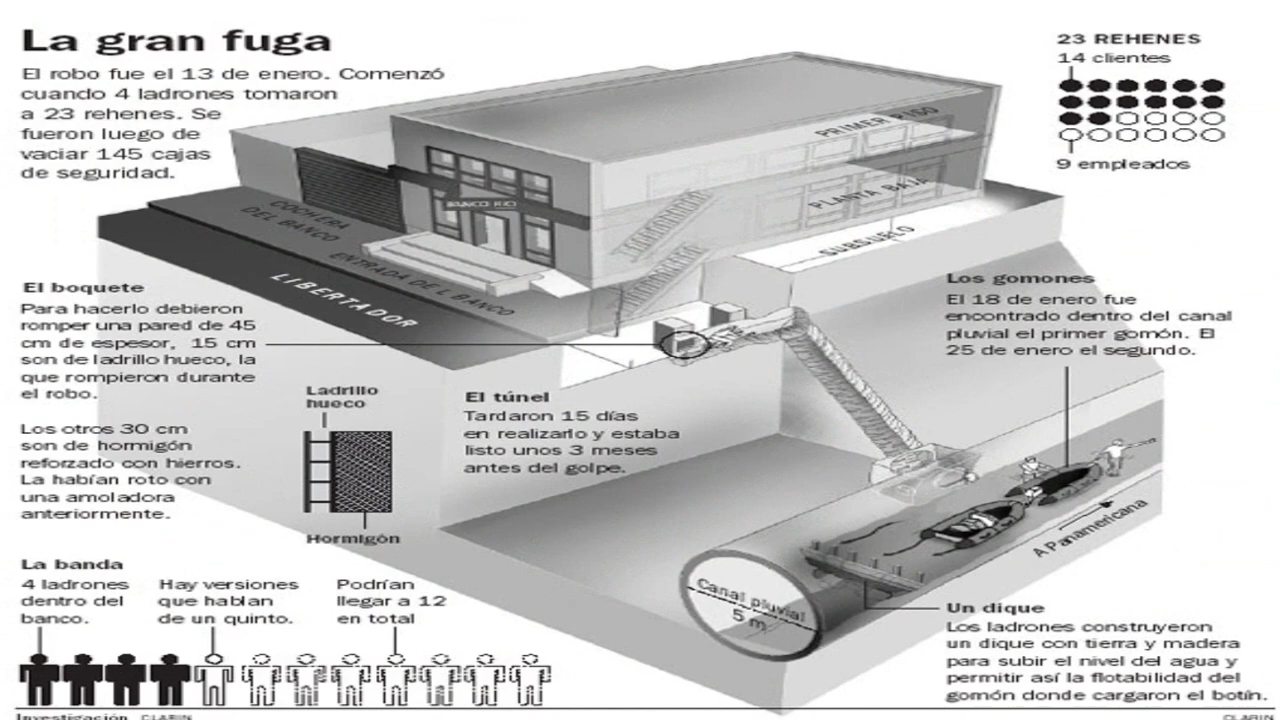 La gran fuga
El robo fue el 13 de enero. Comenzó
cuando 4 ladrones tomaron
a 23 rehenes. Se
fueron luego de
vaciar 145 cajas
de seguridad.
23 REHENES
14 clientes
9 empleados
PRIMER PISO
PLANTA BAJA
SUBSUELO
BANCO RIO
COCHERA
DEL BANCO
ENTRADA DEL BANCO
LIBERTADOR
El boquete
Para hacerlo debieron
romper una pared de 45
cm de espesor, 15 cm
son de ladrillo hueco, la
que rompieron durante
el robo.
Los otros 30 cm
son de hormigón
reforzado con hierros.
La habían roto con
una amoladora
anteriormente.
Ladrillo
hueco
Hormigón
El túnel
Tardaron 15 días
en realizarlo y estaba
listo unos 3 meses
antes del golpe.
Los gomones
El 18 de enero fue
encontrado dentro del canal
pluvial el primer gomón. El
25 de enero el segundo.
A Panamericana
Canal pluvial
5 m
La banda
4 ladrones
dentro del
banco.
Hay versiones
que hablan
de un quinto.
Podrían
llegar a 12
en total
Un dique
Los ladrones construyeron
un dique con tierra y madera
para subir el nivel del agua y
permitir así la flotabilidad del
gomón donde cargaron el botín.
Investigación CLARIN
CLARIN